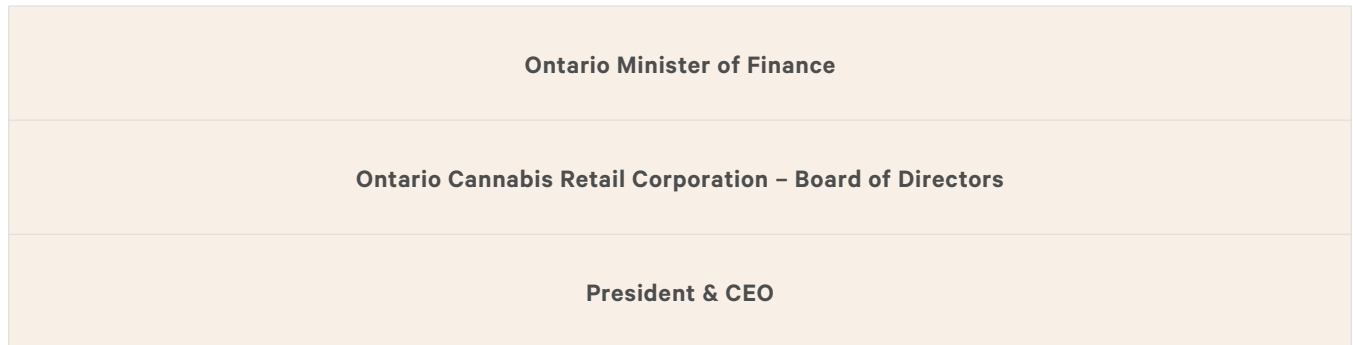 Ontario Minister of Finance
Ontario Cannabis Retail Corporation – Board of Directors
President & CEO